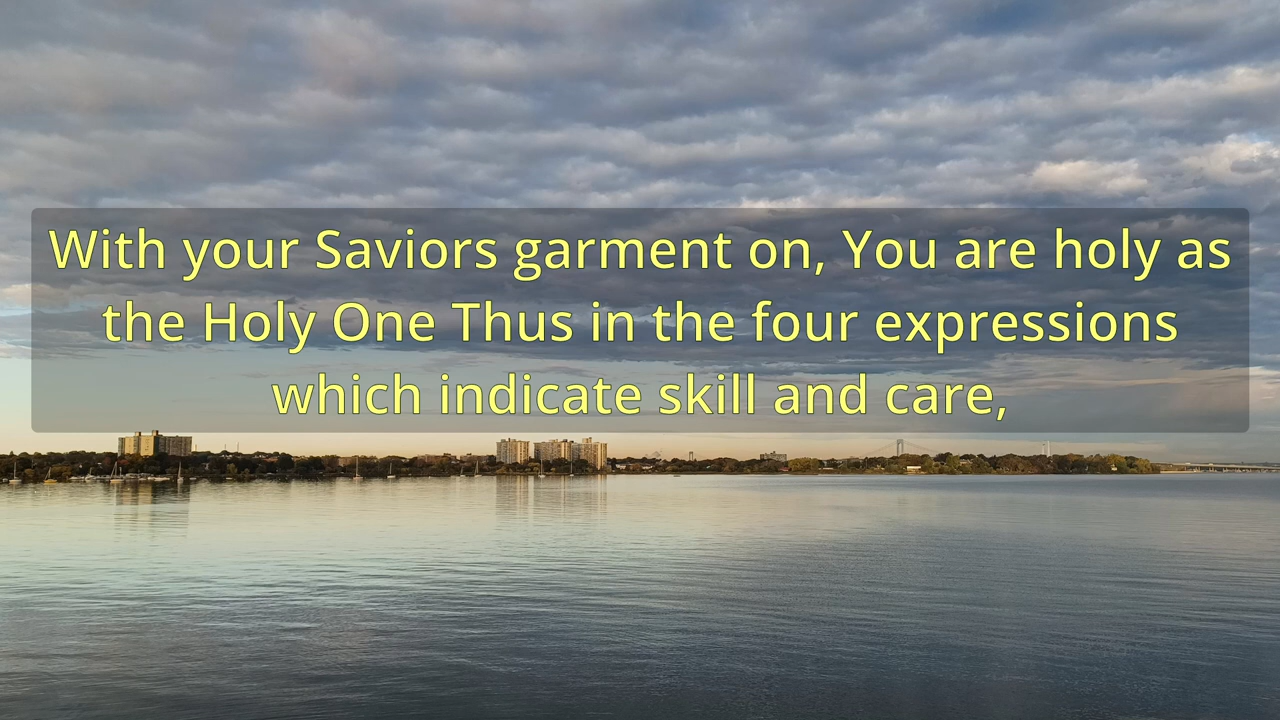 With your Saviors garment on, You are holy as
the Holy One Thus in the four expressions
which indicate skill and care,